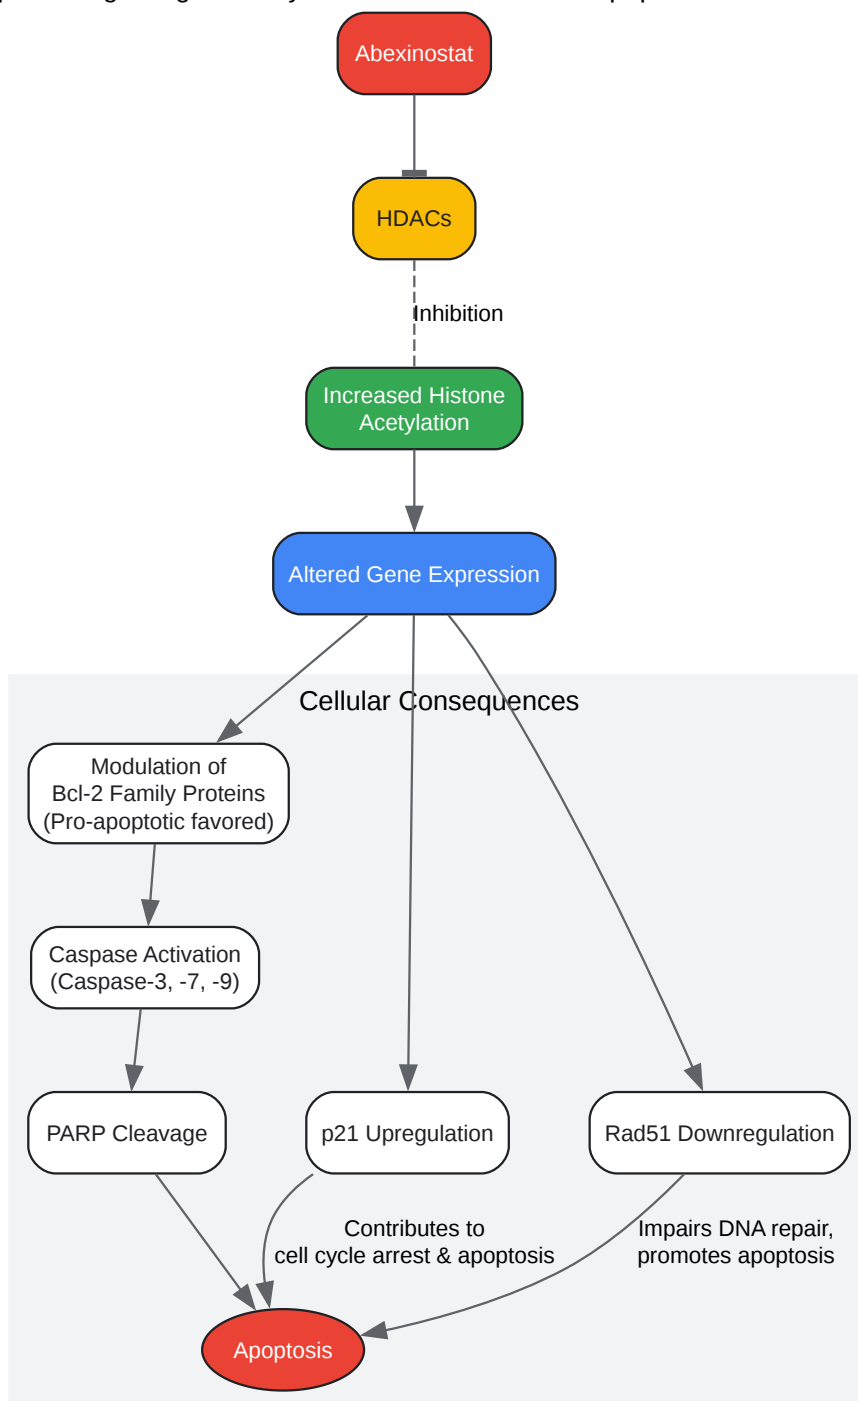 Abexinostat
HDACs
Inhibition
Increased Histone
Acetylation
Altered Gene Expression
Cellular Consequences
Modulation of
Bcl-2 Family Proteins
(Pro-apoptotic favored)
Caspase Activation
(Caspase-3, -7, -9)
PARP Cleavage
p21 Upregulation
Rad51 Downregulation
Contributes to
cell cycle arrest & apoptosis
Impairs DNA repair,
promotes apoptosis
Apoptosis